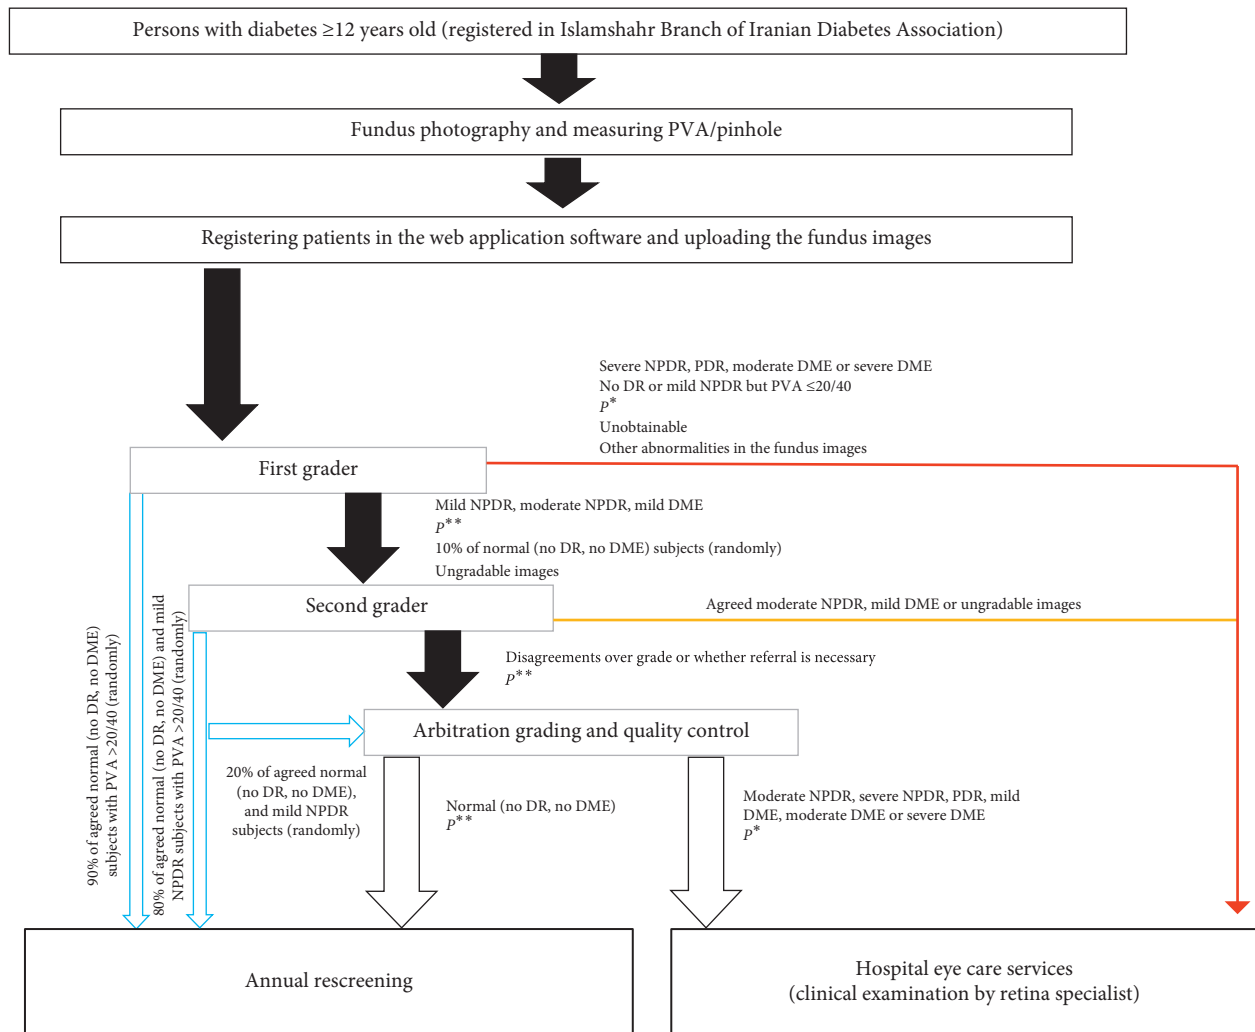 Persons with diabetes ≥12 years old (registered in Islamshahr Branch of Iranian Diabetes Association)
Fundus photography and measuring PVA/pinhole
Registering patients in the web application software and uploading the fundus images
Severe NPDR, PDR, moderate DME or severe DME
No DR or mild NPDR but PVA ≤20/40
P*
Unobtainable
Other abnormalities in the fundus images
First grader
Mild NPDR, moderate NPDR, mild DME
P**
10% of normal (no DR, no DME) subjects (randomly)
Ungradable images
Second grader
Agreed moderate NPDR, mild DME or ungradable images
Disagreements over grade or whether referral is necessary
P**
90% of agreed normal (no DR, no DME)
subjects with PVA >20/40 (randomly)
80% of agreed normal (no DR, no DME) and mild
NPDR subjects with PVA >20/40 (randomly)
Arbitration grading and quality control
20% of agreed normal
(no DR, no DME),
and mild NPDR
subjects (randomly)
Normal (no DR, no DME)
P**
Moderate NPDR, severe NPDR, PDR, mild
DME, moderate DME or severe DME
P*
Annual rescreening
Hospital eye care services
(clinical examination by retina specialist)